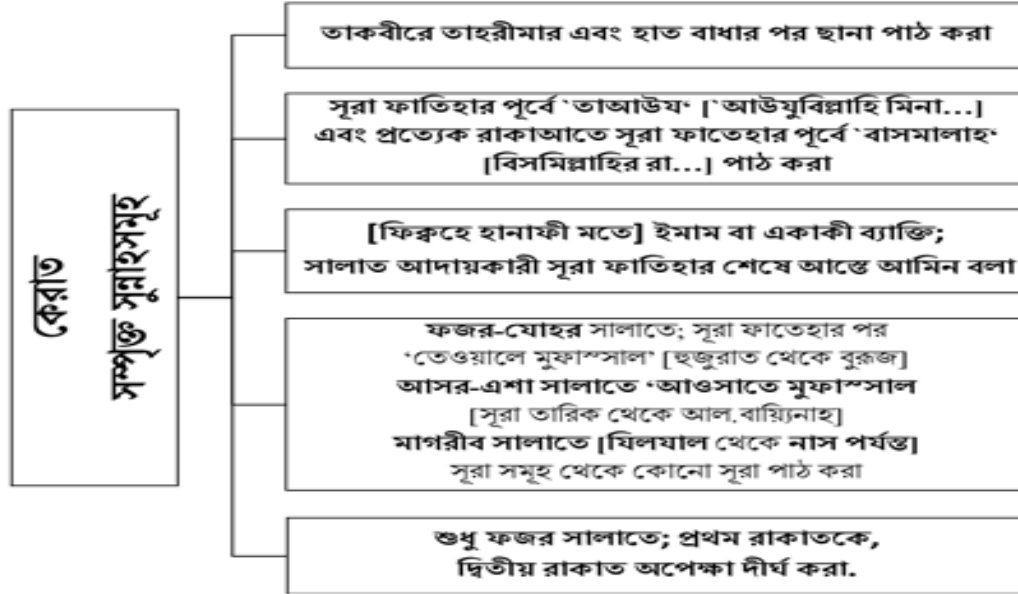 কেরাত
সম্পৃক্ত সুন্নাহসমূহ
তাকবীরে তাহরীমার এবং হাত বাধার পর ছানা পাঠ করা
সূরা ফাতিহার পূর্বে `তাআউয‘ [`আউযুবিল্লাহি মিনা...]
এবং প্রত্যেক রাকাআতে সূরা ফাতেহার পূর্বে `বাসমালাহ‘
[বিসমিল্লাহির রা...] পাঠ করা
[ফিক্বহে হানাফী মতে] ইমাম বা একাকী ব্যাক্তি;
সালাত আদায়কারী সূরা ফাতিহার শেষে আস্তে আমিন বলা
ফজর-যোহর সালাতে; সূরা ফাতেহার পর
‘তেওয়ালে মুফাস্সাল’ [হুজুরাত থেকে বুরূজ]
আসর-এশা সালাতে ‘আওসাতে মুফাস্সাল
[সূরা তারিক থেকে আল.বায়্যিনাহ]
মাগরীব সালাতে [যিলযাল থেকে নাস পর্যন্ত]
সূরা সমূহ থেকে কোনো সূরা পাঠ করা
শুধু ফজর সালাতে; প্রথম রাকাতকে,
দ্বিতীয় রাকাত অপেক্ষা দীর্ঘ করা.